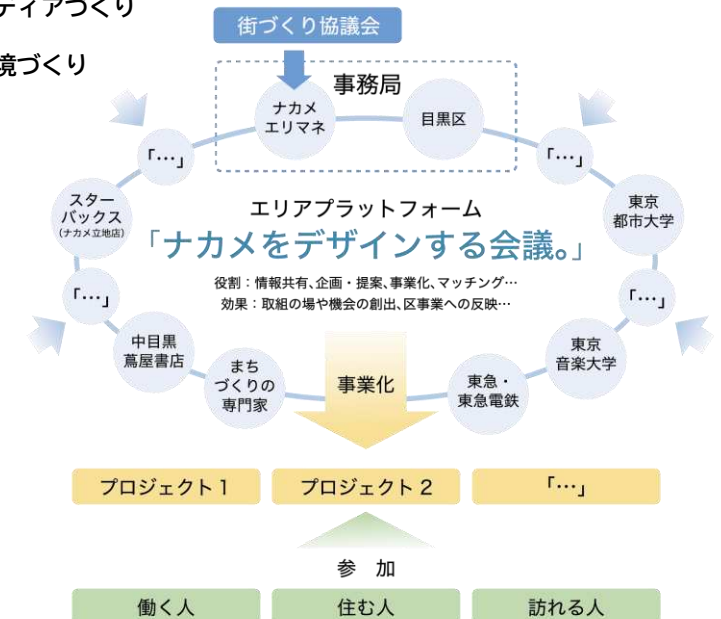 ディアづくり
境づくり
街づくり協議会
事務局
ナカメ
エリマネ
目黒区
「…」
「…」
スター
バックス
(ナカメ立地店)
東京
都市大学
エリアプラットフォーム
「ナカメをデザインする会議。」
役割：情報共有、企画・提案、事業化、マッチング…
効果：取組の場や機会の創出、区事業への反映…
「…」
「…」
中目黒
蔦屋書店
まち
づくりの
専門家
事業化
東急・
東急電鉄
東京
音楽大学
プロジェクト 1
プロジェクト 2
「…」
参 加
働く人
住む人
訪れる人